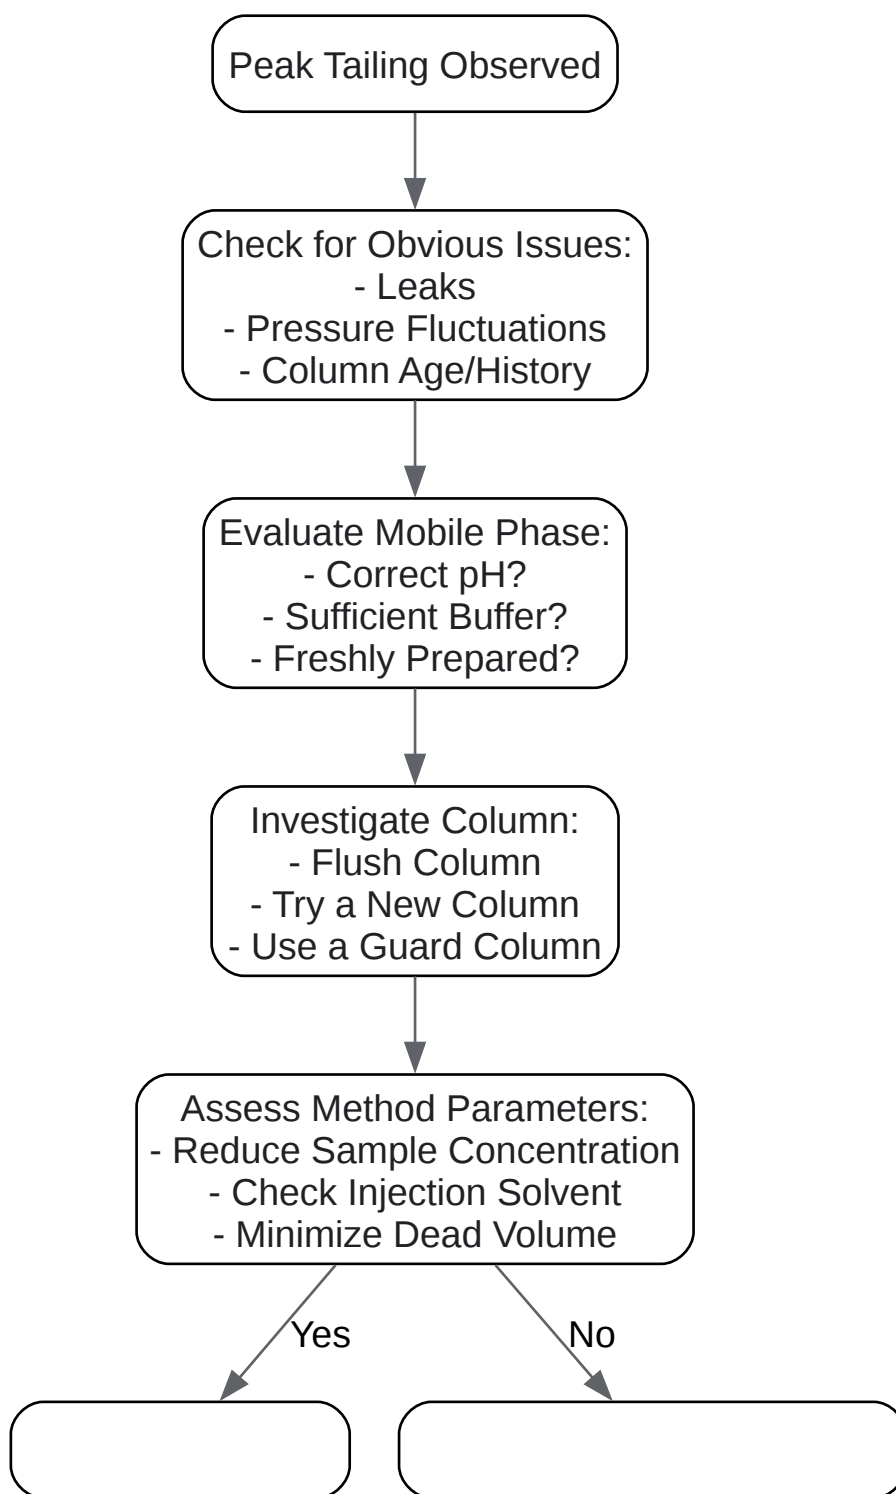 Peak Tailing Observed
Check for Obvious Issues:
- Leaks
- Pressure Fluctuations
- Column Age/History
Evaluate Mobile Phase:
- Correct pH?
- Sufficient Buffer?
- Freshly Prepared?
Investigate Column:
- Flush Column
- Try a New Column
- Use a Guard Column
Assess Method Parameters:
- Reduce Sample Concentration
- Check Injection Solvent
- Minimize Dead Volume
Yes
No